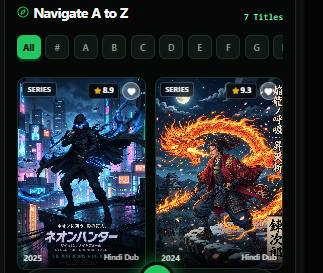 Navigate A to Z
7 Titles
All
#
A
B
C
D
E
F
G
SERIES
8.9
SERIES
9.3
ネオンハンター
2025
Hindi Dub
2024
Hindi Dub